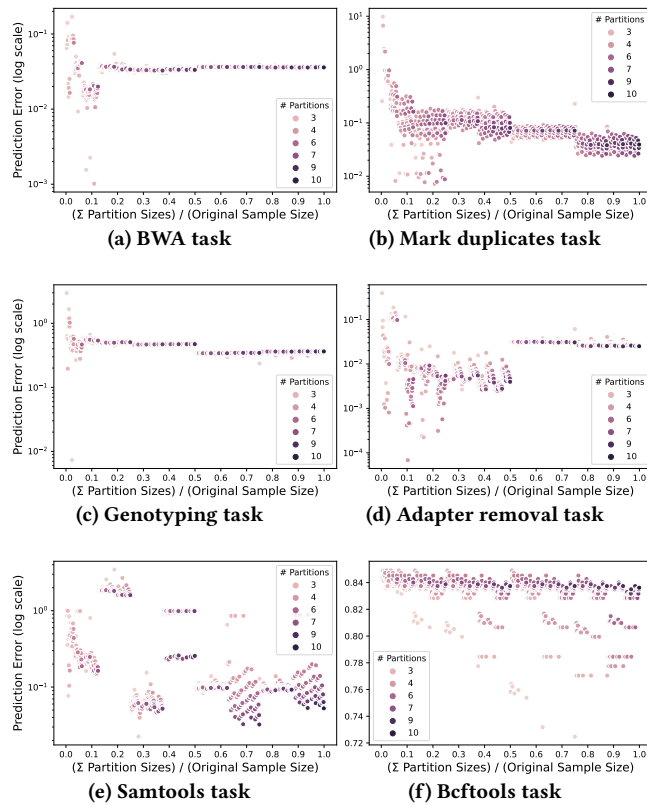 Prediction Error (log scale)
10⁻¹
10⁻²
10⁻³
# Partitions
3
4
6
7
9
10
0.0 0.1 0.2 0.3 0.4 0.5 0.6 0.7 0.8 0.9 1.0
(Σ Partition Sizes) / (Original Sample Size)
(a) BWA task
10¹
10⁰
10⁻¹
10⁻²
# Partitions
3
4
6
7
9
10
0.0 0.1 0.2 0.3 0.4 0.5 0.6 0.7 0.8 0.9 1.0
(Σ Partition Sizes) / (Original Sample Size)
(b) Mark duplicates task
Prediction Error (log scale)
10⁰
10⁻¹
10⁻²
# Partitions
3
4
6
7
9
10
0.0 0.1 0.2 0.3 0.4 0.5 0.6 0.7 0.8 0.9 1.0
(Σ Partition Sizes) / (Original Sample Size)
(c) Genotyping task
10⁻¹
10⁻²
10⁻³
10⁻⁴
# Partitions
3
4
6
7
9
10
0.0 0.1 0.2 0.3 0.4 0.5 0.6 0.7 0.8 0.9 1.0
(Σ Partition Sizes) / (Original Sample Size)
(d) Adapter removal task
Prediction Error (log scale)
10⁰
10⁻¹
# Partitions
3
4
6
7
9
10
0.0 0.1 0.2 0.3 0.4 0.5 0.6 0.7 0.8 0.9 1.0
(Σ Partition Sizes) / (Original Sample Size)
(e) Samtools task
0.84
0.82
0.80
0.78
0.76
0.74
0.72
# Partitions
3
4
6
7
9
10
0.0 0.1 0.2 0.3 0.4 0.5 0.6 0.7 0.8 0.9 1.0
(Σ Partition Sizes) / (Original Sample Size)
(f) Bcftools task